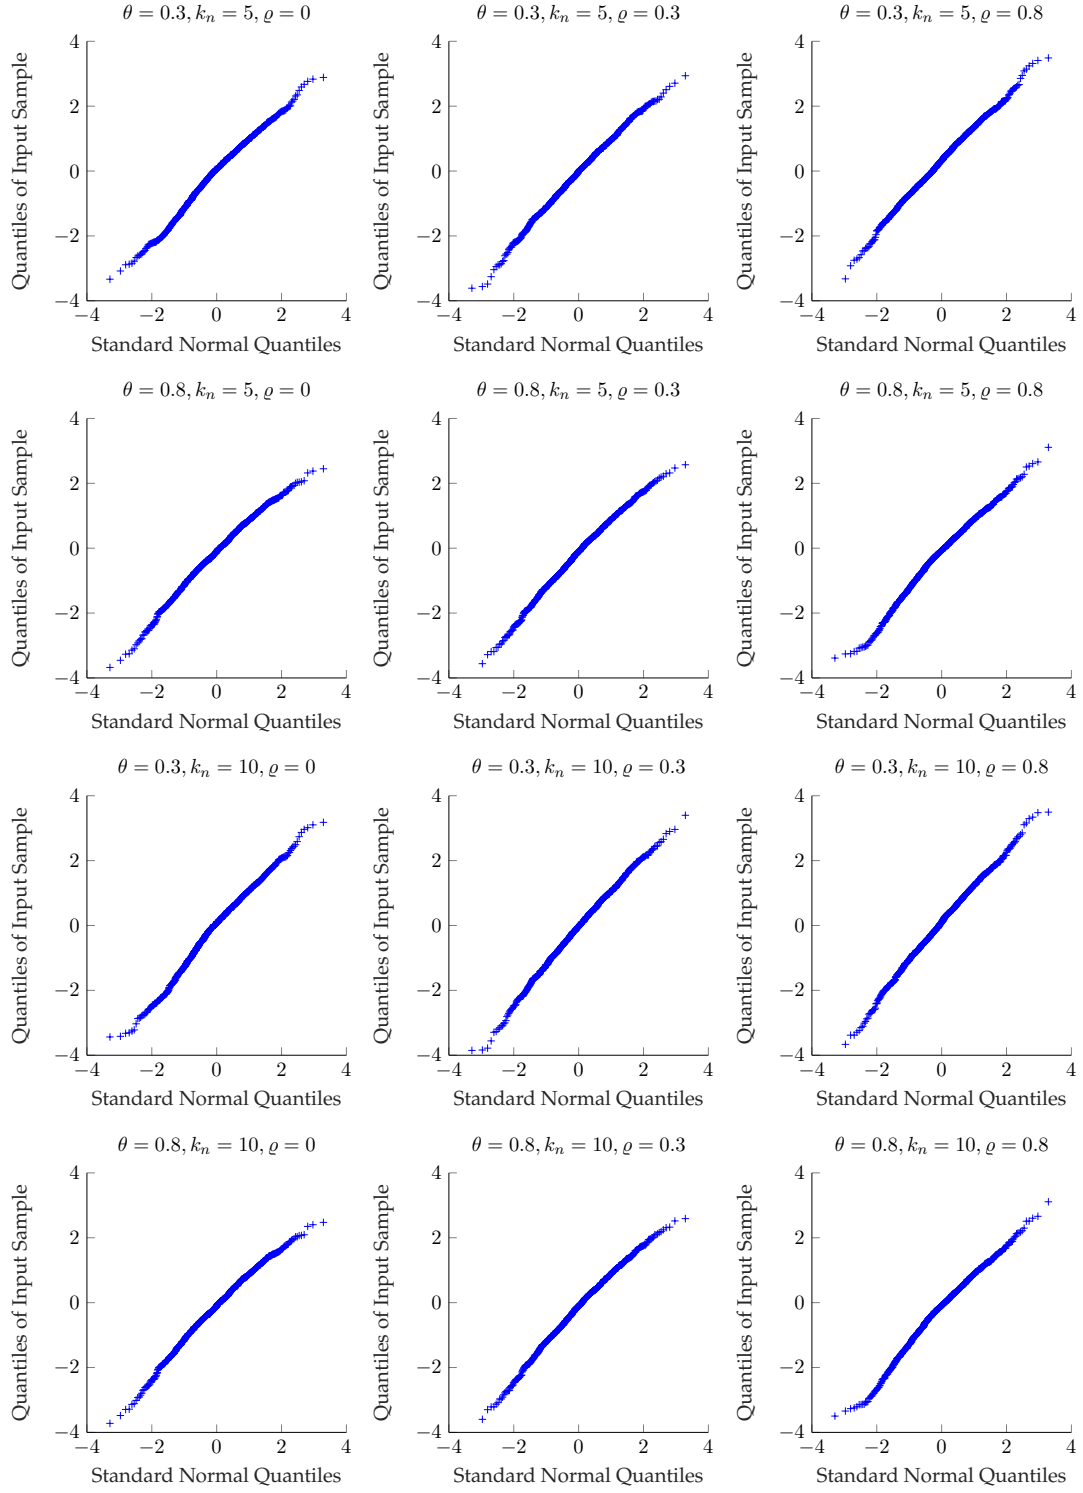 θ = 0.3, kₙ = 5, ϱ = 0
θ = 0.3, kₙ = 5, ϱ = 0.3
θ = 0.3, kₙ = 5, ϱ = 0.8
Quantiles of Input Sample
4
2
0
−2
−4
−4 −2 0 2 4
Standard Normal Quantiles
Quantiles of Input Sample
4
2
0
−2
−4
−4 −2 0 2 4
Standard Normal Quantiles
Quantiles of Input Sample
4
2
0
−2
−4
−4 −2 0 2 4
Standard Normal Quantiles
θ = 0.8, kₙ = 5, ϱ = 0
θ = 0.8, kₙ = 5, ϱ = 0.3
θ = 0.8, kₙ = 5, ϱ = 0.8
Quantiles of Input Sample
4
2
0
−2
−4
−4 −2 0 2 4
Standard Normal Quantiles
Quantiles of Input Sample
4
2
0
−2
−4
−4 −2 0 2 4
Standard Normal Quantiles
Quantiles of Input Sample
4
2
0
−2
−4
−4 −2 0 2 4
Standard Normal Quantiles
θ = 0.3, kₙ = 10, ϱ = 0
θ = 0.3, kₙ = 10, ϱ = 0.3
θ = 0.3, kₙ = 10, ϱ = 0.8
Quantiles of Input Sample
4
2
0
−2
−4
−4 −2 0 2 4
Standard Normal Quantiles
Quantiles of Input Sample
4
2
0
−2
−4
−4 −2 0 2 4
Standard Normal Quantiles
Quantiles of Input Sample
4
2
0
−2
−4
−4 −2 0 2 4
Standard Normal Quantiles
θ = 0.8, kₙ = 10, ϱ = 0
θ = 0.8, kₙ = 10, ϱ = 0.3
θ = 0.8, kₙ = 10, ϱ = 0.8
Quantiles of Input Sample
4
2
0
−2
−4
−4 −2 0 2 4
Standard Normal Quantiles
Quantiles of Input Sample
4
2
0
−2
−4
−4 −2 0 2 4
Standard Normal Quantiles
Quantiles of Input Sample
4
2
0
−2
−4
−4 −2 0 2 4
Standard Normal Quantiles